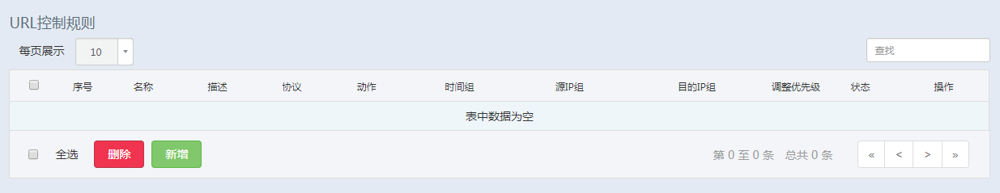 URL控制规则
每页展示 10 查找
序号 名称 描述 协议 动作 时间组 源IP组 目的IP组 调整优先级 状态 操作
表中数据为空
全选 删除 新增 第 0 至 0 条 总共 0 条 « < > »